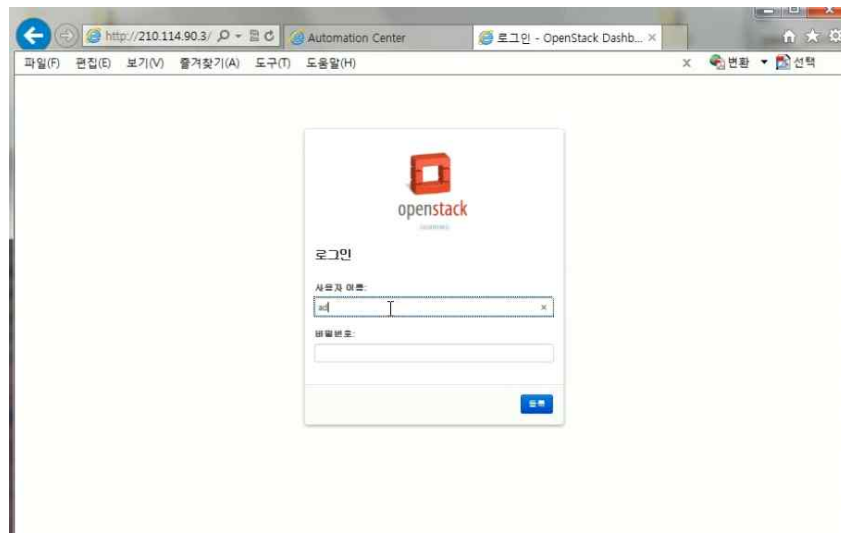 http://210.114.90.3/
Automation Center
로그인 - OpenStack Dashb...
파일(F) 편집(E) 보기(V) 즐겨찾기(A) 도구(T) 도움말(H)
x 변환 선택
openstack
로그인
사용자 이름:
ad
비밀번호:
등록